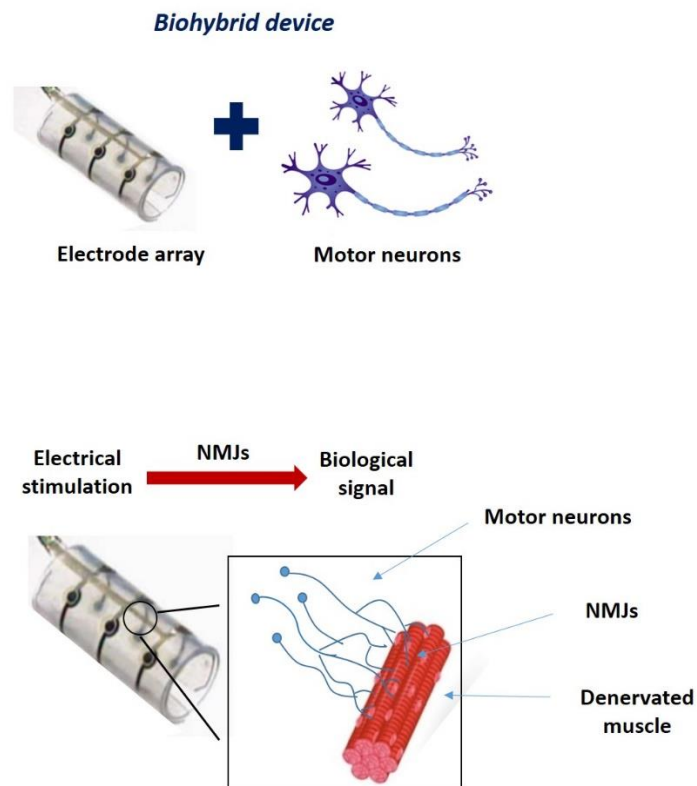 Biohybrid device
Electrode array
Motor neurons
Electrical
stimulation
NMJs
Biological
signal
Motor neurons
NMJs
Denervated
muscle